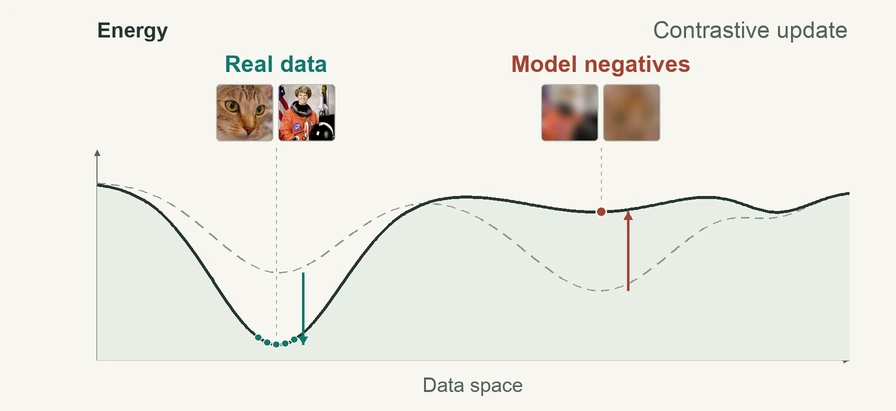 Energy
Contrastive update
Real data
Model negatives
Data space